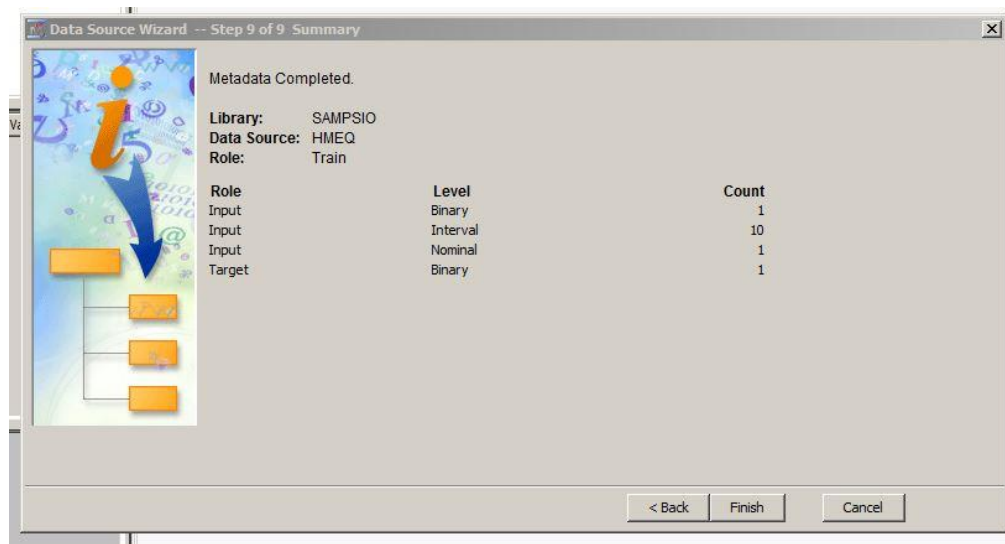 Data Source Wizard -- Step 9 of 9 Summary
Metadata Completed.
Library: SAMPSIO
Data Source: HMEQ
Role: Train
Role Level Count
Input Binary 1
Input Interval 10
Input Nominal 1
Target Binary 1
< Back Finish Cancel